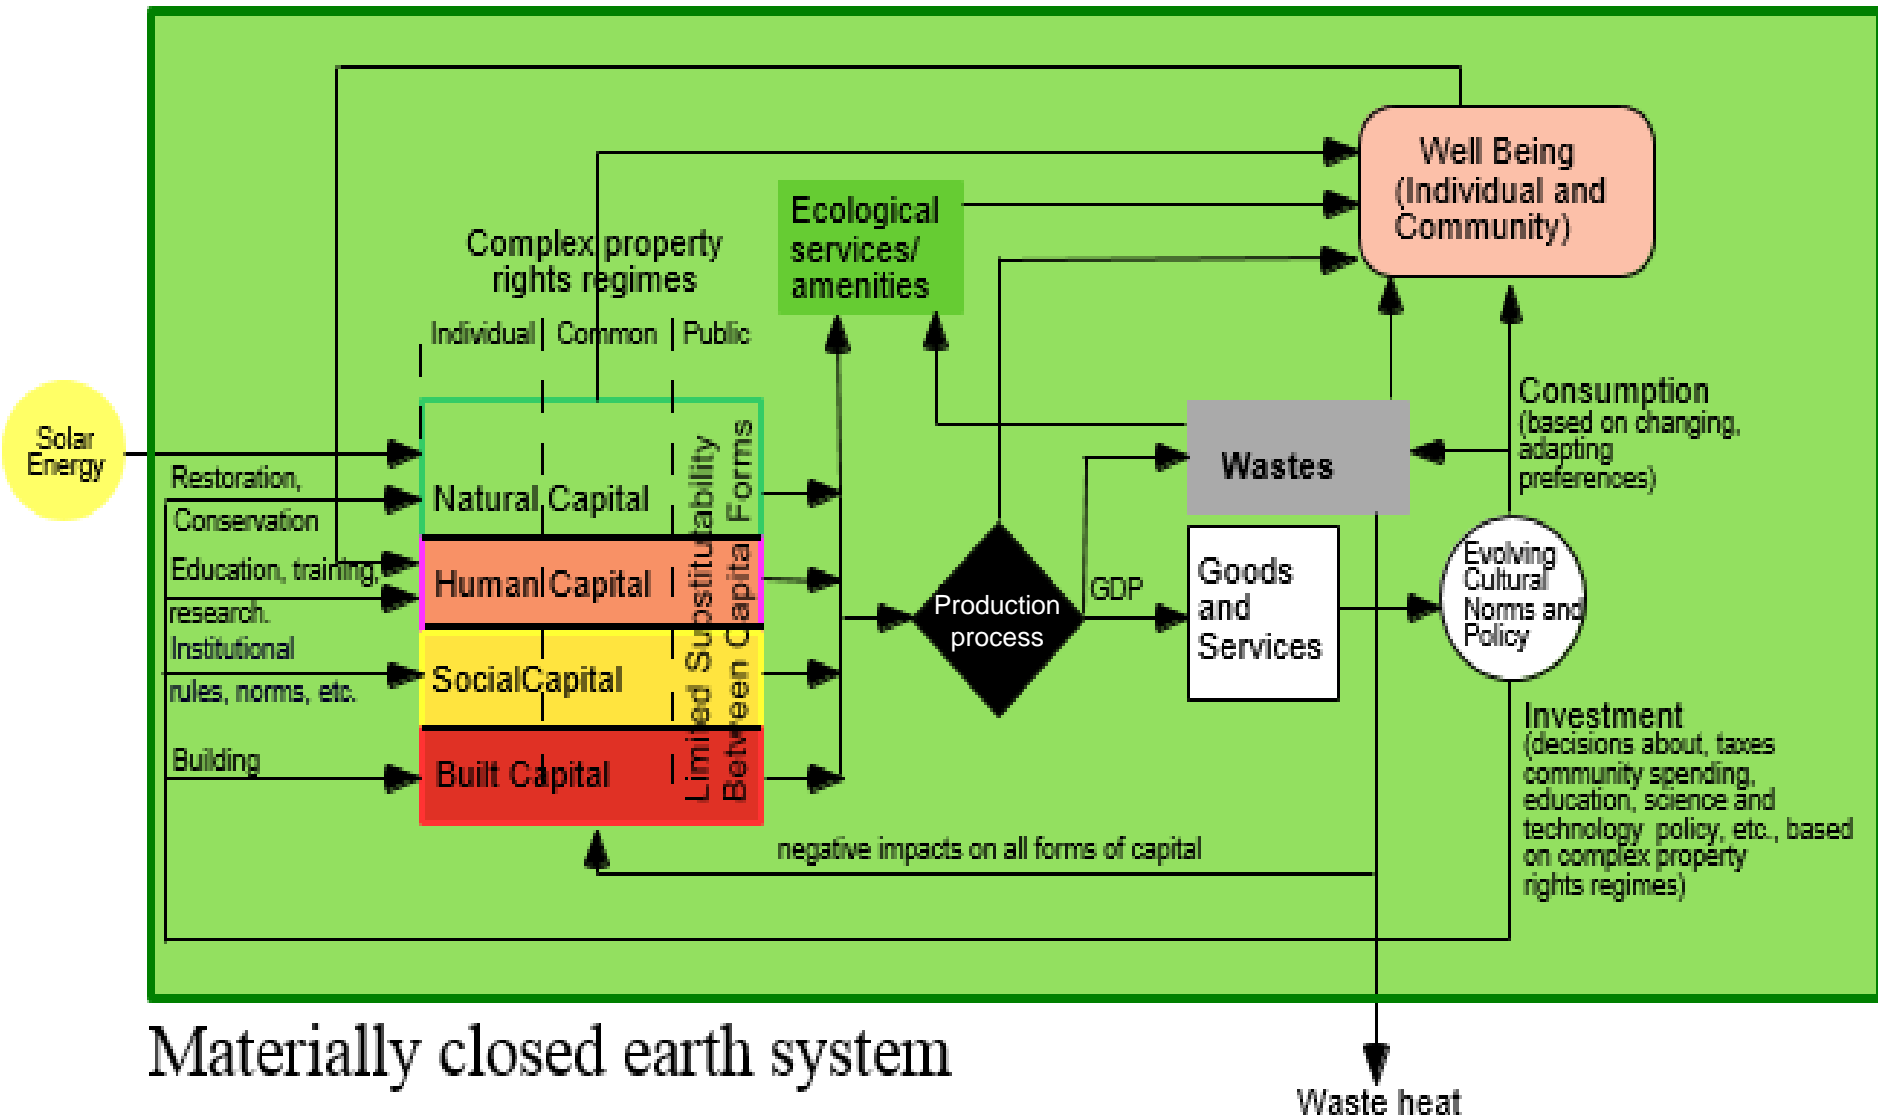 Well Being
(Individual and
Community)
Ecological
services/
amenities
Complex property
rights regimes
Individual
Common
Public
Solar
Energy
Restoration,
Conservation
Education, training,
research.
Institutional
rules, norms, etc.
Building
Natural Capital
Human Capital
SocialCapital
Built Capital
Limited Substitutability
Between Capital Forms
Production
process
GDP
Wastes
Goods
and
Services
Consumption
(based on changing,
adapting
preferences)
Evolving
Cultural
Norms and
Policy
Investment
(decisions about, taxes
community spending,
education, science and
technology policy, etc., based
on complex property
rights regimes)
negative impacts on all forms of capital
Materially closed earth system
Waste heat